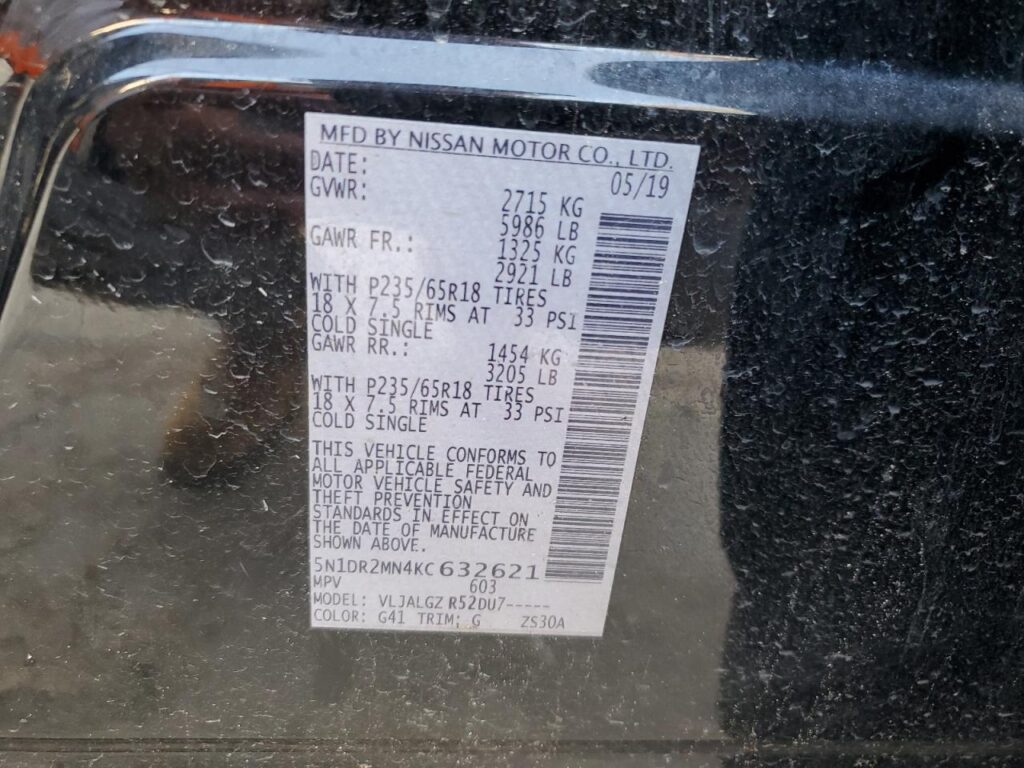 MFD BY NISSAN MOTOR CO., LTD.
DATE: 05/19
GVWR: 2715 KG
5986 LB
GAWR FR.: 1325 KG
2921 LB
WITH P235/65R18 TIRES
18 X 7.5 RIMS AT 33 PSI
COLD SINGLE
GAWR RR.: 1454 KG
3205 LB
WITH P235/65R18 TIRES
18 X 7.5 RIMS AT 33 PSI
COLD SINGLE
THIS VEHICLE CONFORMS TO
ALL APPLICABLE FEDERAL
MOTOR VEHICLE SAFETY AND
THEFT PREVENTION
STANDARDS IN EFFECT ON
THE DATE OF MANUFACTURE
SHOWN ABOVE.
5N1DR2MN4KC632621
MPV 603
MODEL: VLJALGZ R52DU7-----
COLOR: G41 TRIM: G ZS30A